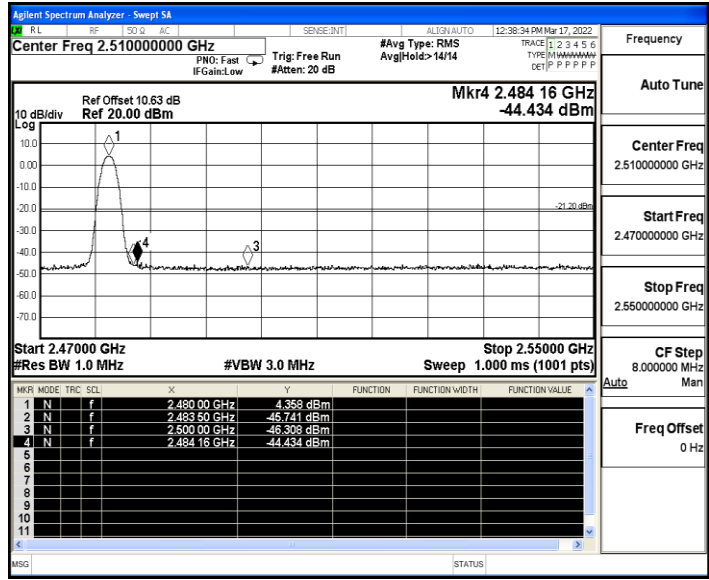 Agilent Spectrum Analyzer - Swept SA
RL RF 50 Ω AC SENSE:INT ALIGNAUTO 12:38:34 PM Mar 17, 2022
Center Freq 2.510000000 GHz
PNO: Fast
IFGain:Low
Trig: Free Run
#Atten: 20 dB
#Avg Type: RMS
Avg|Hold:> 14/14
TRACE 1 2 3 4 5 6
TYPE M WWWWW
DET P P P P P P
Ref Offset 10.63 dB
10 dB/div Ref 20.00 dBm
Log
Mkr4 2.484 16 GHz
-44.434 dBm
10.0
0.00
-10.0
-20.0
-30.0
-40.0
-50.0
-60.0
-70.0
1
4
3
-21.20 dBm
Start 2.47000 GHz Stop 2.55000 GHz
#Res BW 1.0 MHz #VBW 3.0 MHz Sweep 1.000 ms (1001 pts)
MKR MODE TRC SCL X Y FUNCTION FUNCTION WIDTH FUNCTION VALUE
1 N f 2.480 00 GHz 4.358 dBm
2 N f 2.483 50 GHz -45.741 dBm
3 N f 2.500 00 GHz -46.308 dBm
4 N f 2.484 16 GHz -44.434 dBm
5
6
7
8
9
10
11
MSG STATUS
Frequency
Auto Tune
Center Freq
2.510000000 GHz
Start Freq
2.470000000 GHz
Stop Freq
2.550000000 GHz
CF Step
8.000000 MHz
Auto Man
Freq Offset
0 Hz